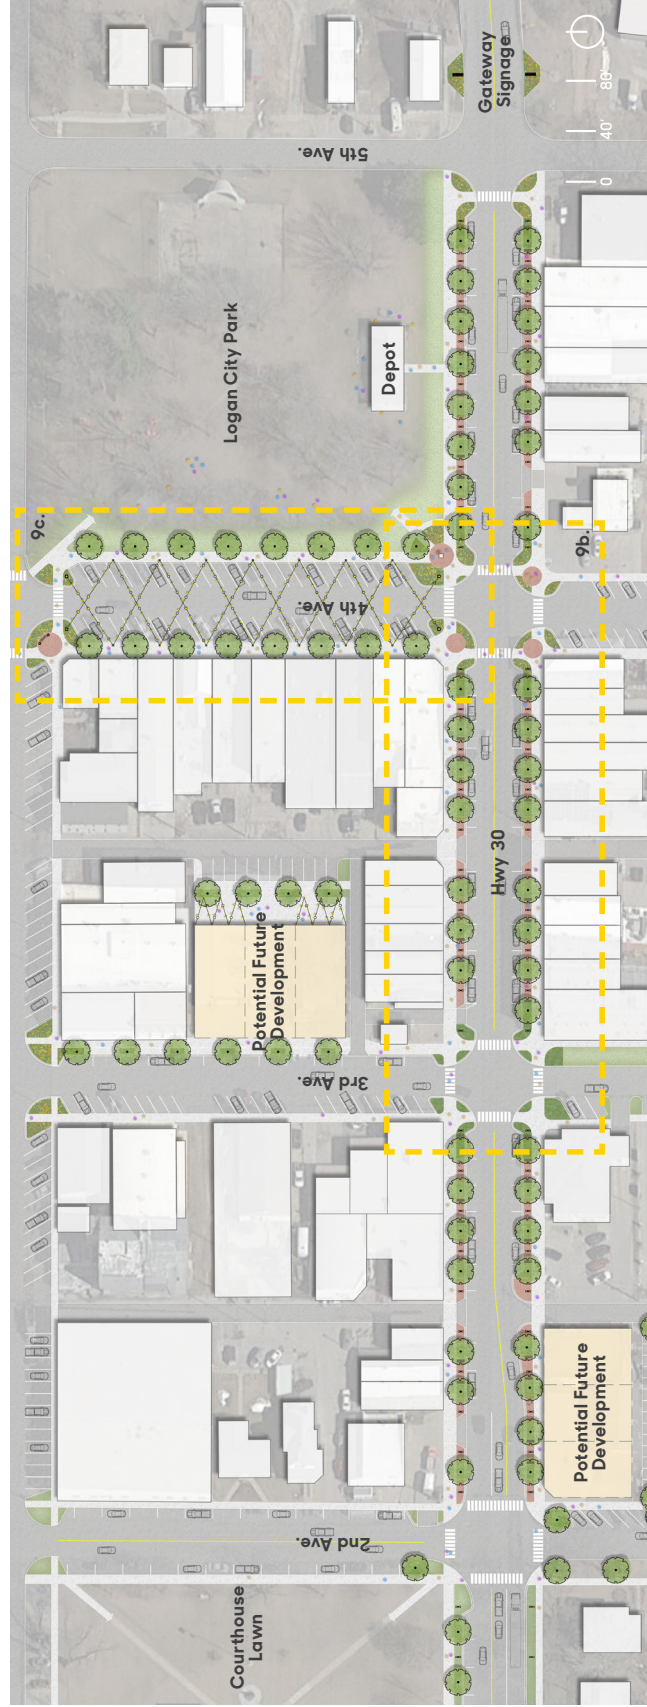 Gateway
Signage
80'
40'
0
5th Ave.
Logan City Park
Depot
9c.
9b.
4th Ave.
Hwy 30
Potential Future
Development
3rd Ave.
Potential Future
Development
2nd Ave.
Courthouse
Lawn